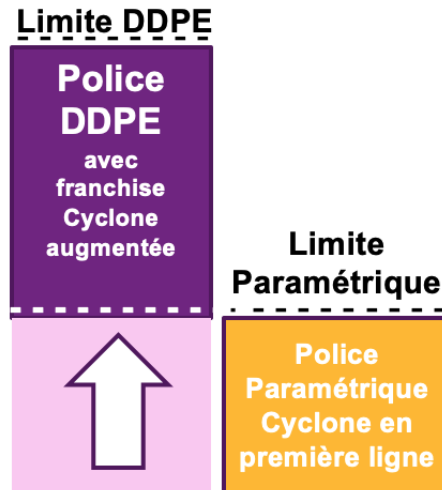 Limite DDPE
Police
DDPE
avec
franchise
Cyclone
augmentée
Limite
Paramétrique
Police
Paramétrique
Cyclone en
première ligne